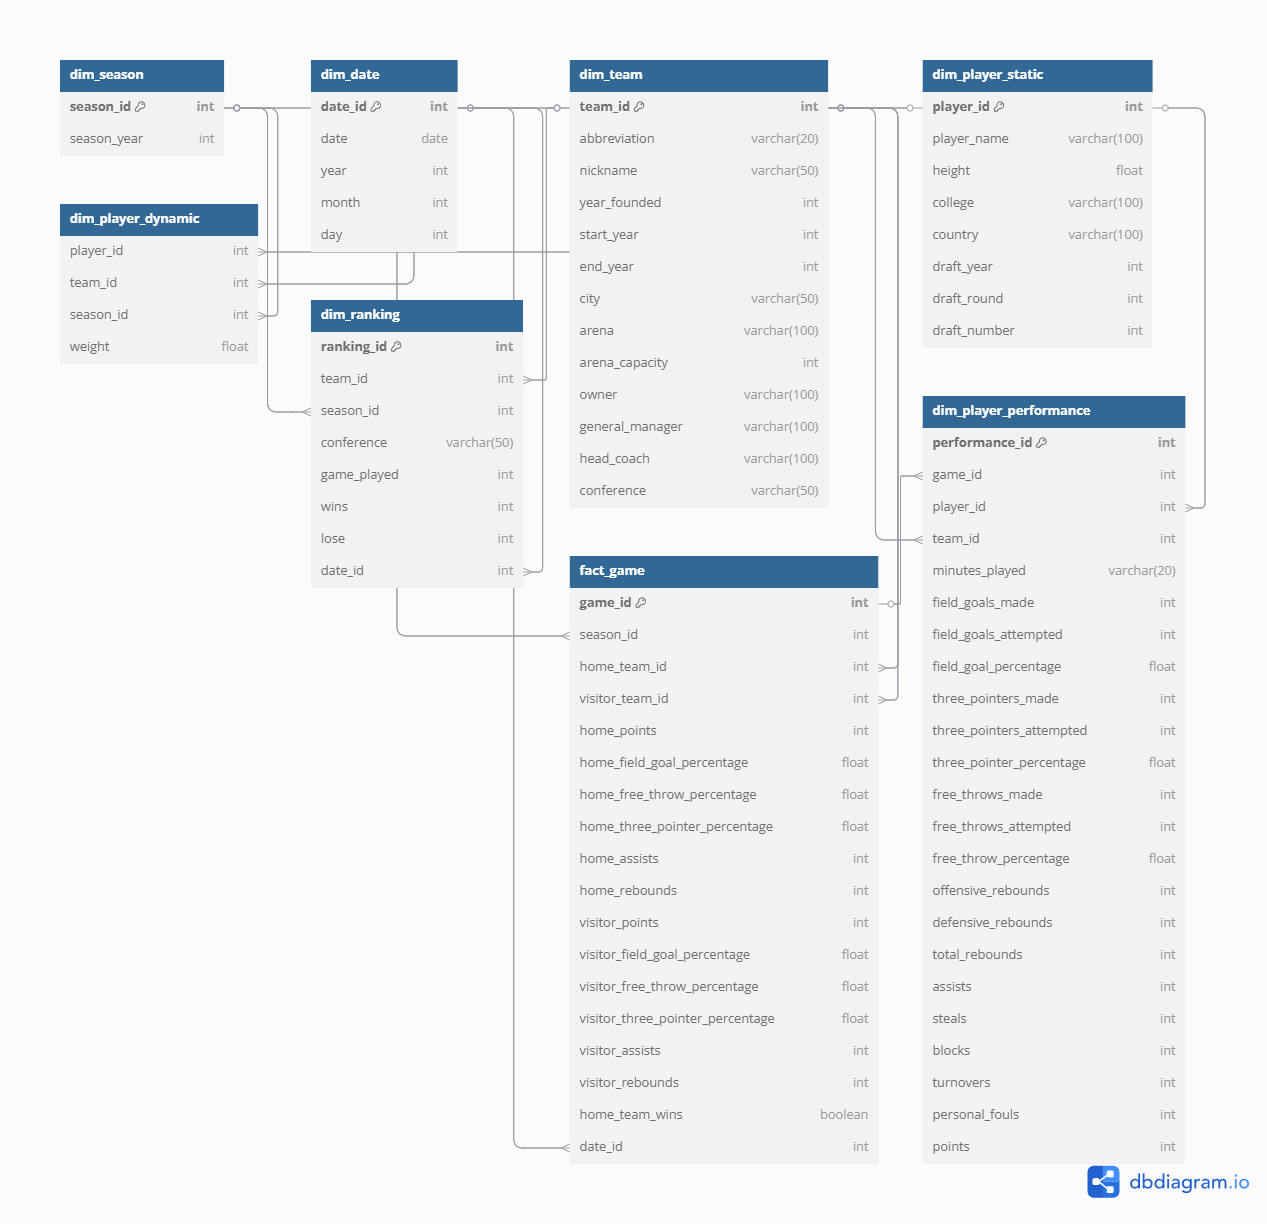 dim_season
season_id int
season_year int
dim_date
date_id int
date date
year int
month int
day int
dim_team
team_id int
abbreviation varchar(20)
nickname varchar(50)
year_founded int
start_year int
end_year int
city varchar(50)
arena varchar(100)
arena_capacity int
owner varchar(100)
general_manager varchar(100)
head_coach varchar(100)
conference varchar(50)
dim_player_static
player_id int
player_name varchar(100)
height float
college varchar(100)
country varchar(100)
draft_year int
draft_round int
draft_number int
dim_player_dynamic
player_id int
team_id int
season_id int
weight float
dim_ranking
ranking_id int
team_id int
season_id int
conference varchar(50)
game_played int
wins int
lose int
date_id int
dim_player_performance
performance_id int
game_id int
player_id int
team_id int
minutes_played varchar(20)
field_goals_made int
field_goals_attempted int
field_goal_percentage float
three_pointers_made int
three_pointers_attempted int
three_pointer_percentage float
free_throws_made int
free_throws_attempted int
free_throw_percentage float
offensive_rebounds int
defensive_rebounds int
total_rebounds int
assists int
steals int
blocks int
turnovers int
personal_fouls int
points int
fact_game
game_id int
season_id int
home_team_id int
visitor_team_id int
home_points int
home_field_goal_percentage float
home_free_throw_percentage float
home_three_pointer_percentage float
home_assists int
home_rebounds int
visitor_points int
visitor_field_goal_percentage float
visitor_free_throw_percentage float
visitor_three_pointer_percentage float
visitor_assists int
visitor_rebounds int
home_team_wins boolean
date_id int
dbdiagram.io